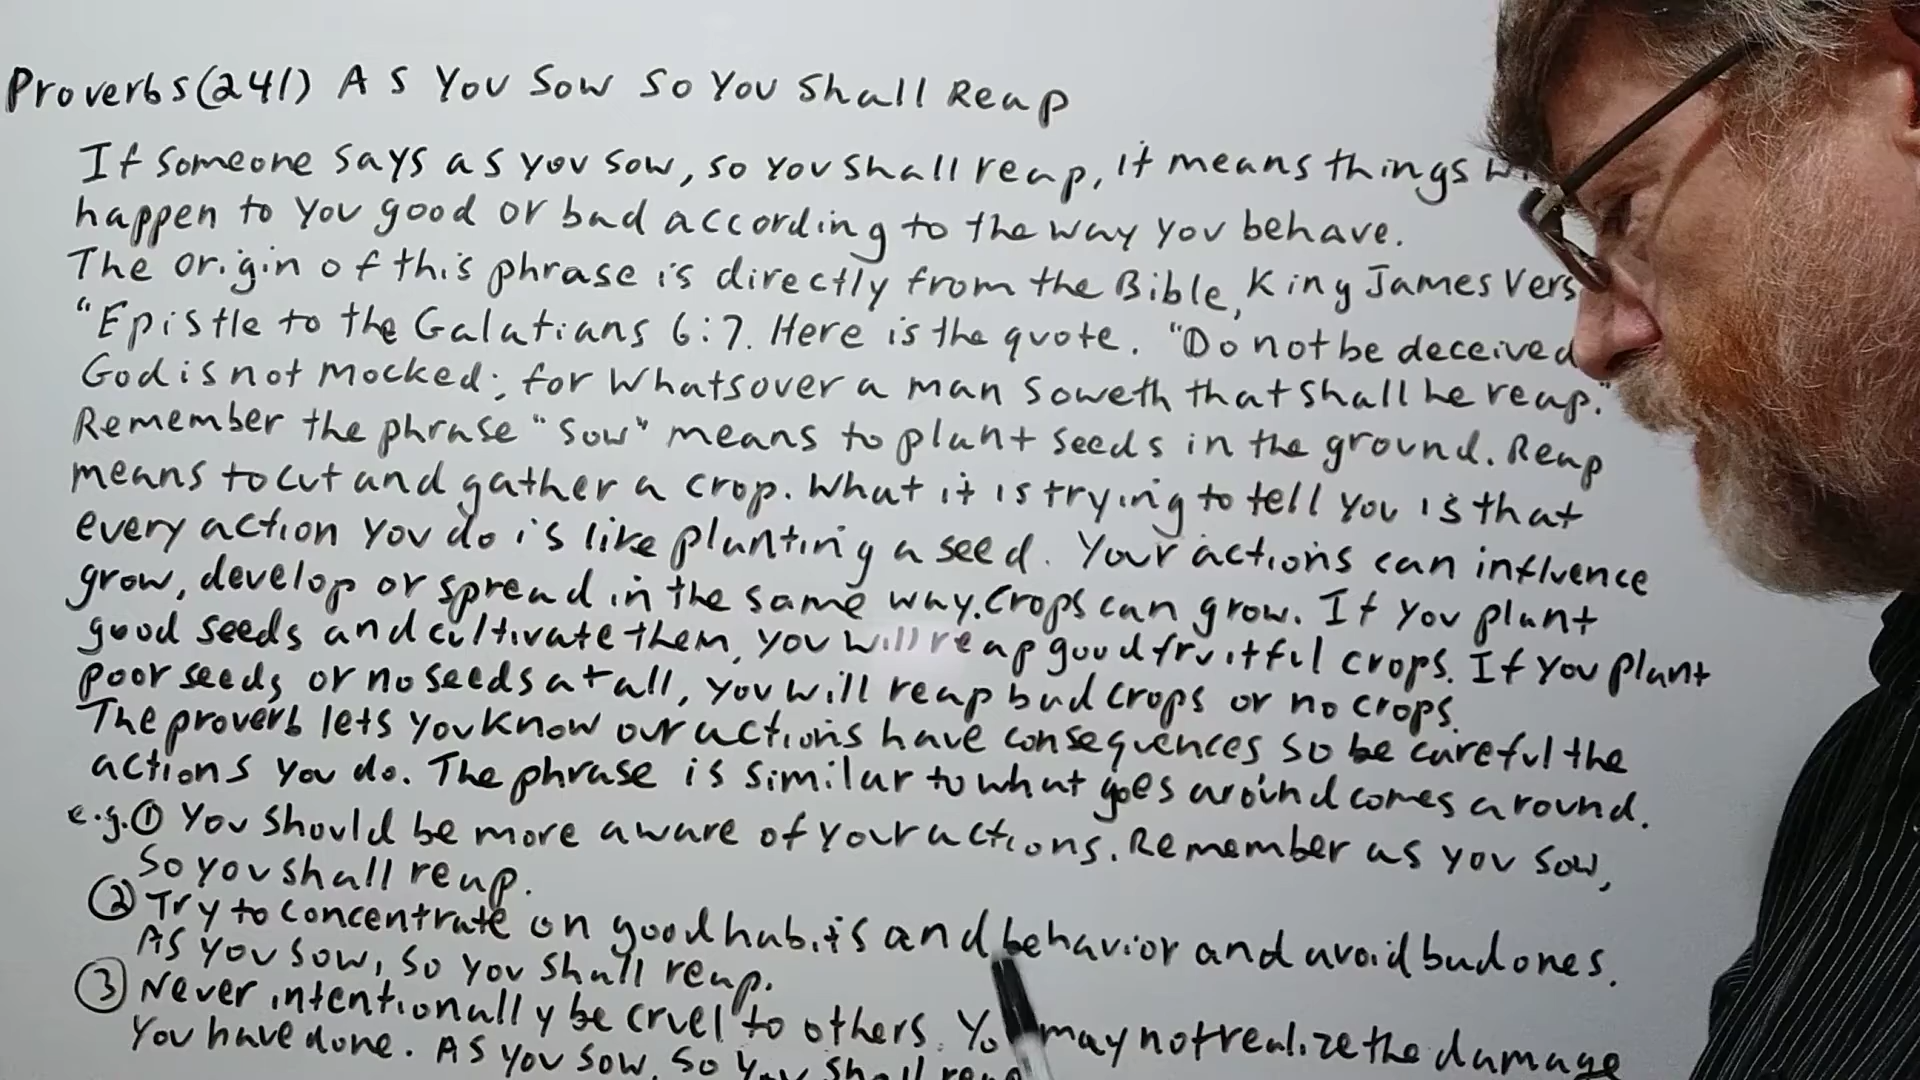 Proverbs(241) As You Sow So You Shall Reap
If someone says as you sow, so you shall reap, it means things
happen to you good or bad according to the way you behave.
The origin of this phrase is directly from the Bible, King James Vers
"Epistle to the Galatians 6:7. Here is the quote. "Do not be deceived
God is not mocked; for whatsover a man soweth that shall he reap."
Remember the phrase "sow" means to plant seeds in the ground. Reap
means to cut and gather a crop. What it is trying to tell you is that
every action you do is like planting a seed. Your actions can influence
grow, develop or spread in the same way. Crops can grow. If you plant
good seeds and cultivate them, you will reap good fruitful crops. If you plant
poor seeds or no seeds at all, you will reap bad crops or no crops.
The proverb lets you know our actions have consequences so be careful the
actions you do. The phrase is similar to what goes around comes around.
e.g. ① You should be more aware of your actions. Remember as you sow,
so you shall reap.
② Try to concentrate on good habits and behavior and avoid bad ones.
As you sow, so you shall reap.
③ Never intentionally be cruel to others. You may not realize the damage
you have done. As you sow, so you shall reap